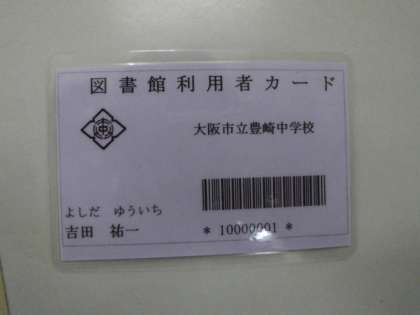 図書館利用者カード
大阪市立豊崎中学校
よしだ ゆういち
吉田 祐一
* 10000001 *